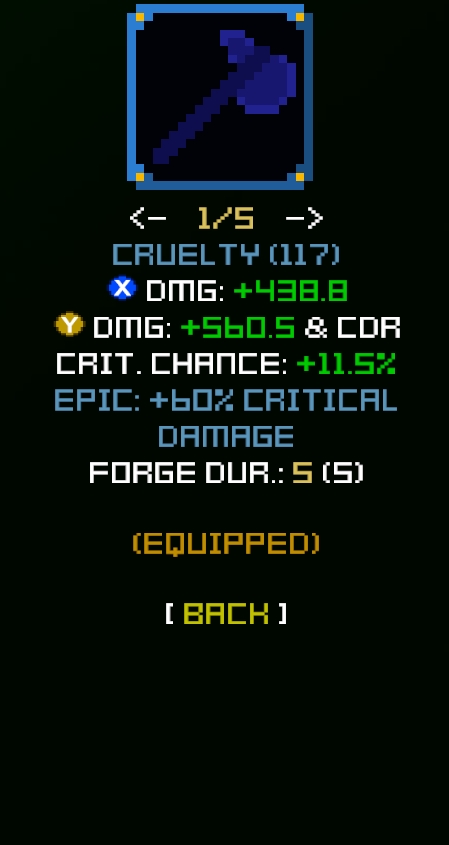 <- 1/5 ->
CRUELTY (117)
X DMG: +438.8
Y DMG: +560.5 & CDR
CRIT. CHANCE: +11.5%
EPIC: +60% CRITICAL
DAMAGE
FORGE DUR.: 5 (5)
(EQUIPPED)
[ BACK ]